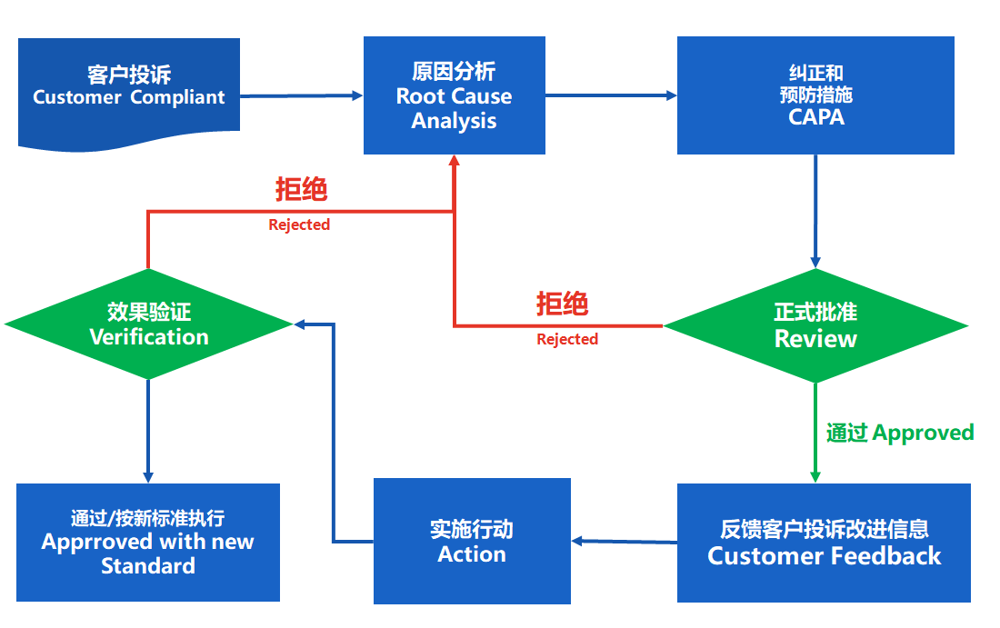 客户投诉
Customer Compliant
原因分析
Root Cause
Analysis
纠正和
预防措施
CAPA
拒绝
Rejected
拒绝
Rejected
效果验证
Verification
正式批准
Review
通过 Approved
通过/按新标准执行
Apprroved with new
Standard
实施行动
Action
反馈客户投诉改进信息
Customer Feedback